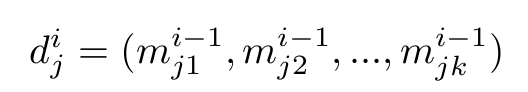 $d_j^i = (m_{j1}^{i-1}, m_{j2}^{i-1}, ..., m_{jk}^{i-1})$